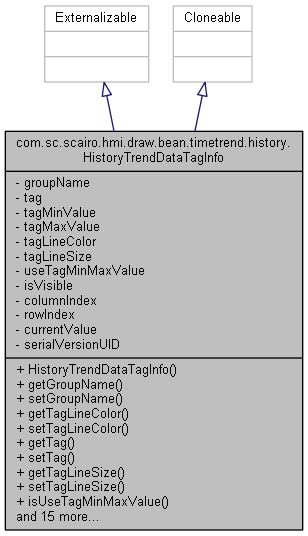 Externalizable
Cloneable
com.sc.scairo.hmi.draw.bean.timetrend.history.
HistoryTrendDataTagInfo
- groupName
- tag
- tagMinValue
- tagMaxValue
- tagLineColor
- tagLineSize
- useTagMinMaxValue
- isVisible
- columnIndex
- rowIndex
- currentValue
- serialVersionUID
+ HistoryTrendDataTagInfo()
+ getGroupName()
+ setGroupName()
+ getTagLineColor()
+ setTagLineColor()
+ getTag()
+ setTag()
+ getTagLineSize()
+ setTagLineSize()
+ isUseTagMinMaxValue()
and 15 more...